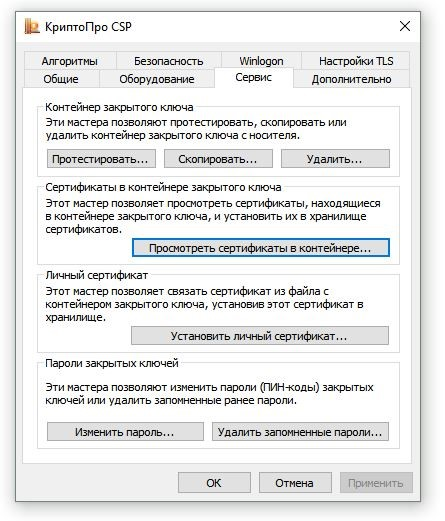 КриптоПро CSP
Алгоритмы Безопасность Winlogon Настройки TLS
Общие Оборудование Сервис Дополнительно
Контейнер закрытого ключа
Эти мастера позволяют протестировать, скопировать или
удалить контейнер закрытого ключа с носителя.
Протестировать... Скопировать... Удалить...
Сертификаты в контейнере закрытого ключа
Этот мастер позволяет просмотреть сертификаты, находящиеся
в контейнере закрытого ключа, и установить их в хранилище
сертификатов.
Просмотреть сертификаты в контейнере...
Личный сертификат
Этот мастер позволяет связать сертификат из файла с
контейнером закрытого ключа, установив этот сертификат в
хранилище.
Установить личный сертификат...
Пароли закрытых ключей
Эти мастера позволяют изменить пароли (ПИН-коды) закрытых
ключей или удалить запомненные ранее пароли.
Изменить пароль... Удалить запомненные пароли...
ОК Отмена Применить